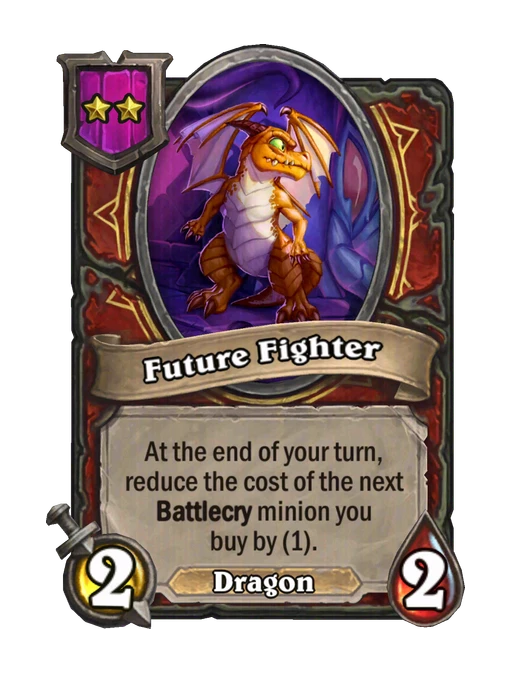 Future Fighter
At the end of your turn,
reduce the cost of the next
Battlecry minion you
buy by (1).
2
Dragon
2